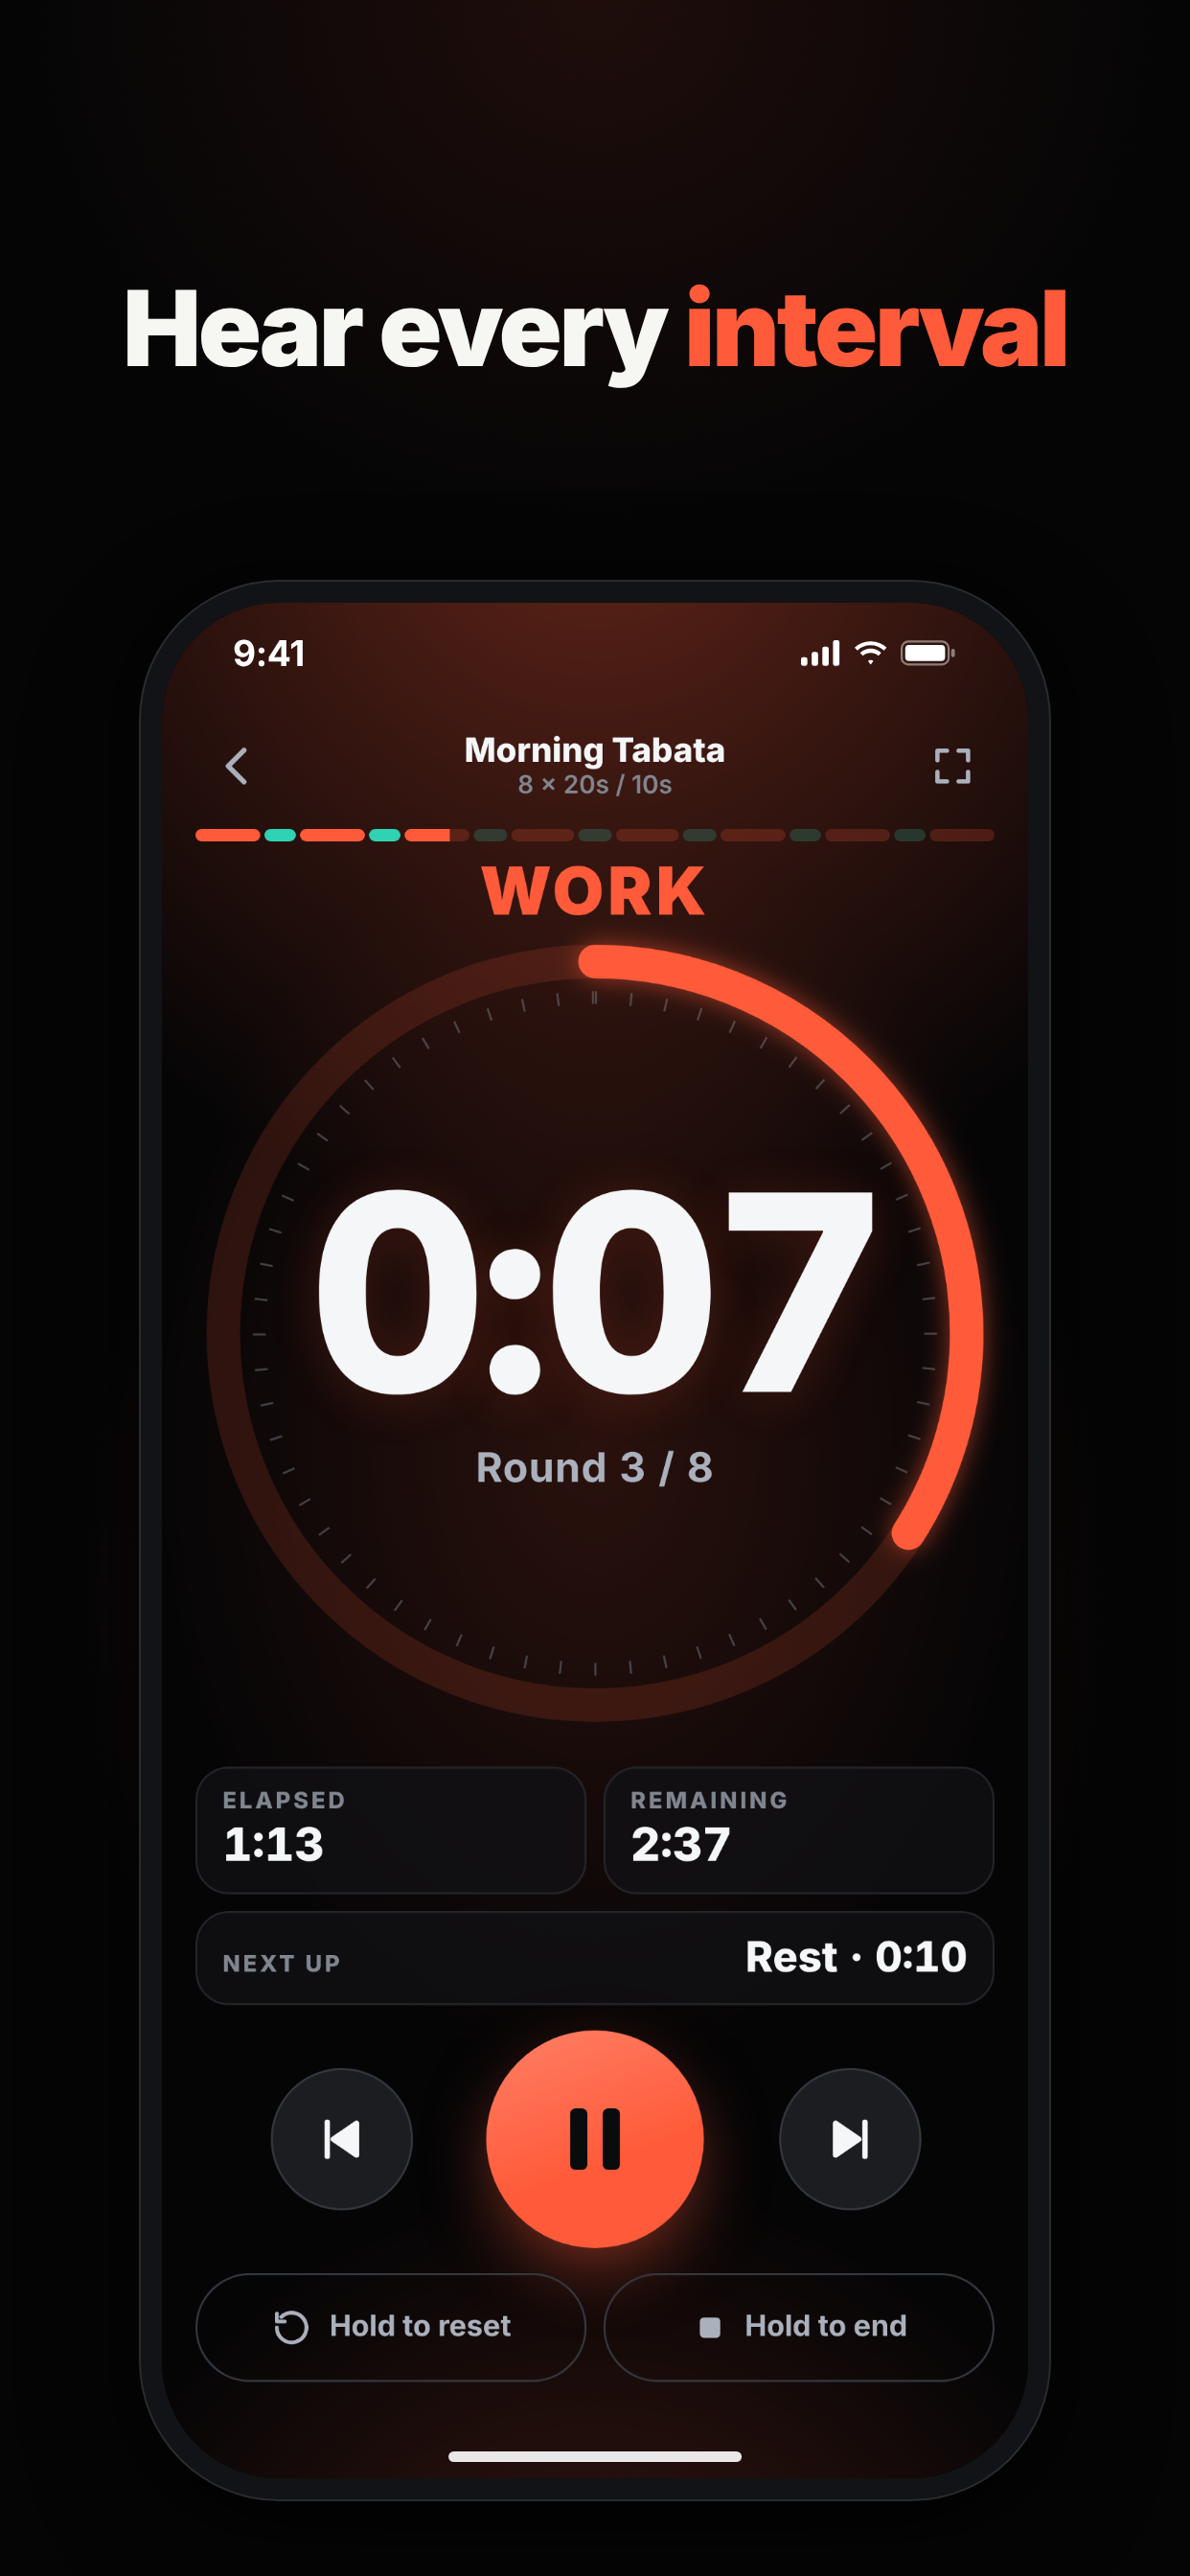 Hear every interval
9:41
Morning Tabata
8 × 20s / 10s
WORK
0:07
Round 3 / 8
ELAPSED
1:13
REMAINING
2:37
NEXT UP
Rest · 0:10
Hold to reset
Hold to end